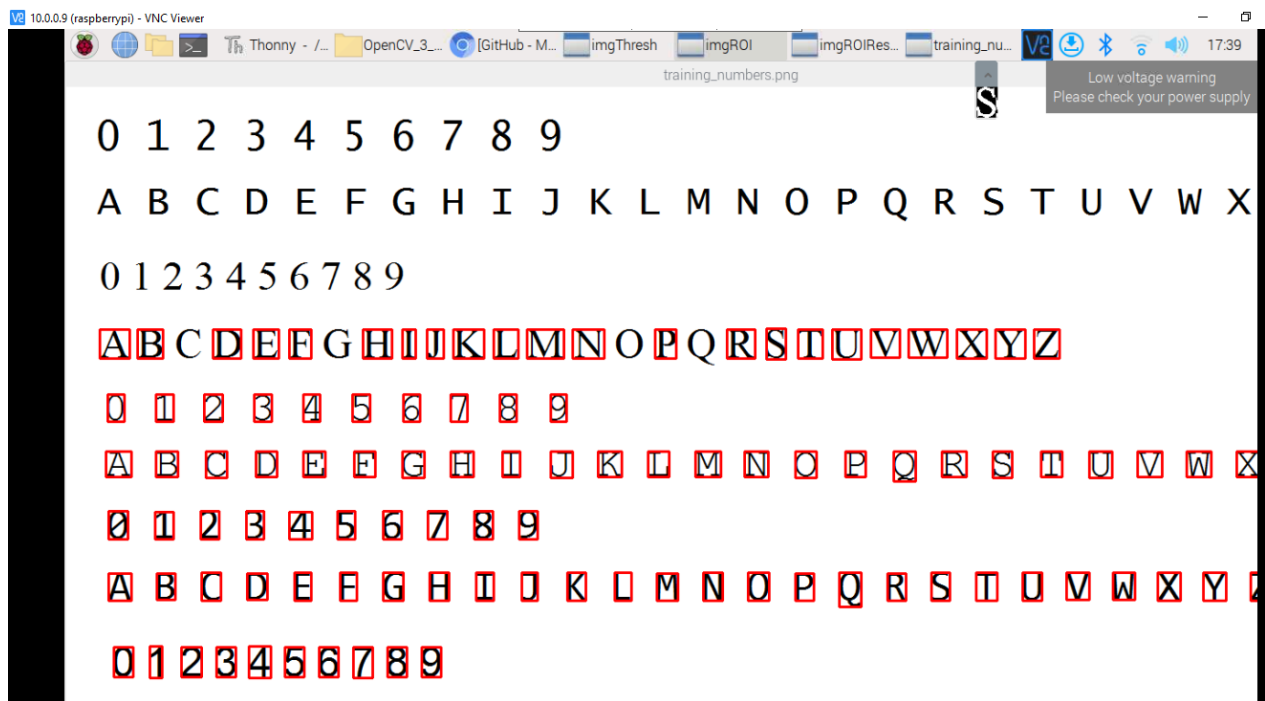 10.0.0.9 (raspberrypi) - VNC Viewer
Thonny - /... OpenCV_3_... [GitHub - M... imgThresh imgROI imgROIRes... training_nu... 17:39
training_numbers.png
Low voltage warning
Please check your power supply
S
0 1 2 3 4 5 6 7 8 9
A B C D E F G H I J K L M N O P Q R S T U V W X
0 1 2 3 4 5 6 7 8 9
A B C D E F G H I J K L M N O P Q R S T U V W X Y Z
0 1 2 3 4 5 6 7 8 9
A B C D E F G H I J K L M N O P Q R S T U V W X
0 1 2 3 4 5 6 7 8 9
A B C D E F G H I J K L M N O P Q R S T U V W X Y Z
0 1 2 3 4 5 6 7 8 9